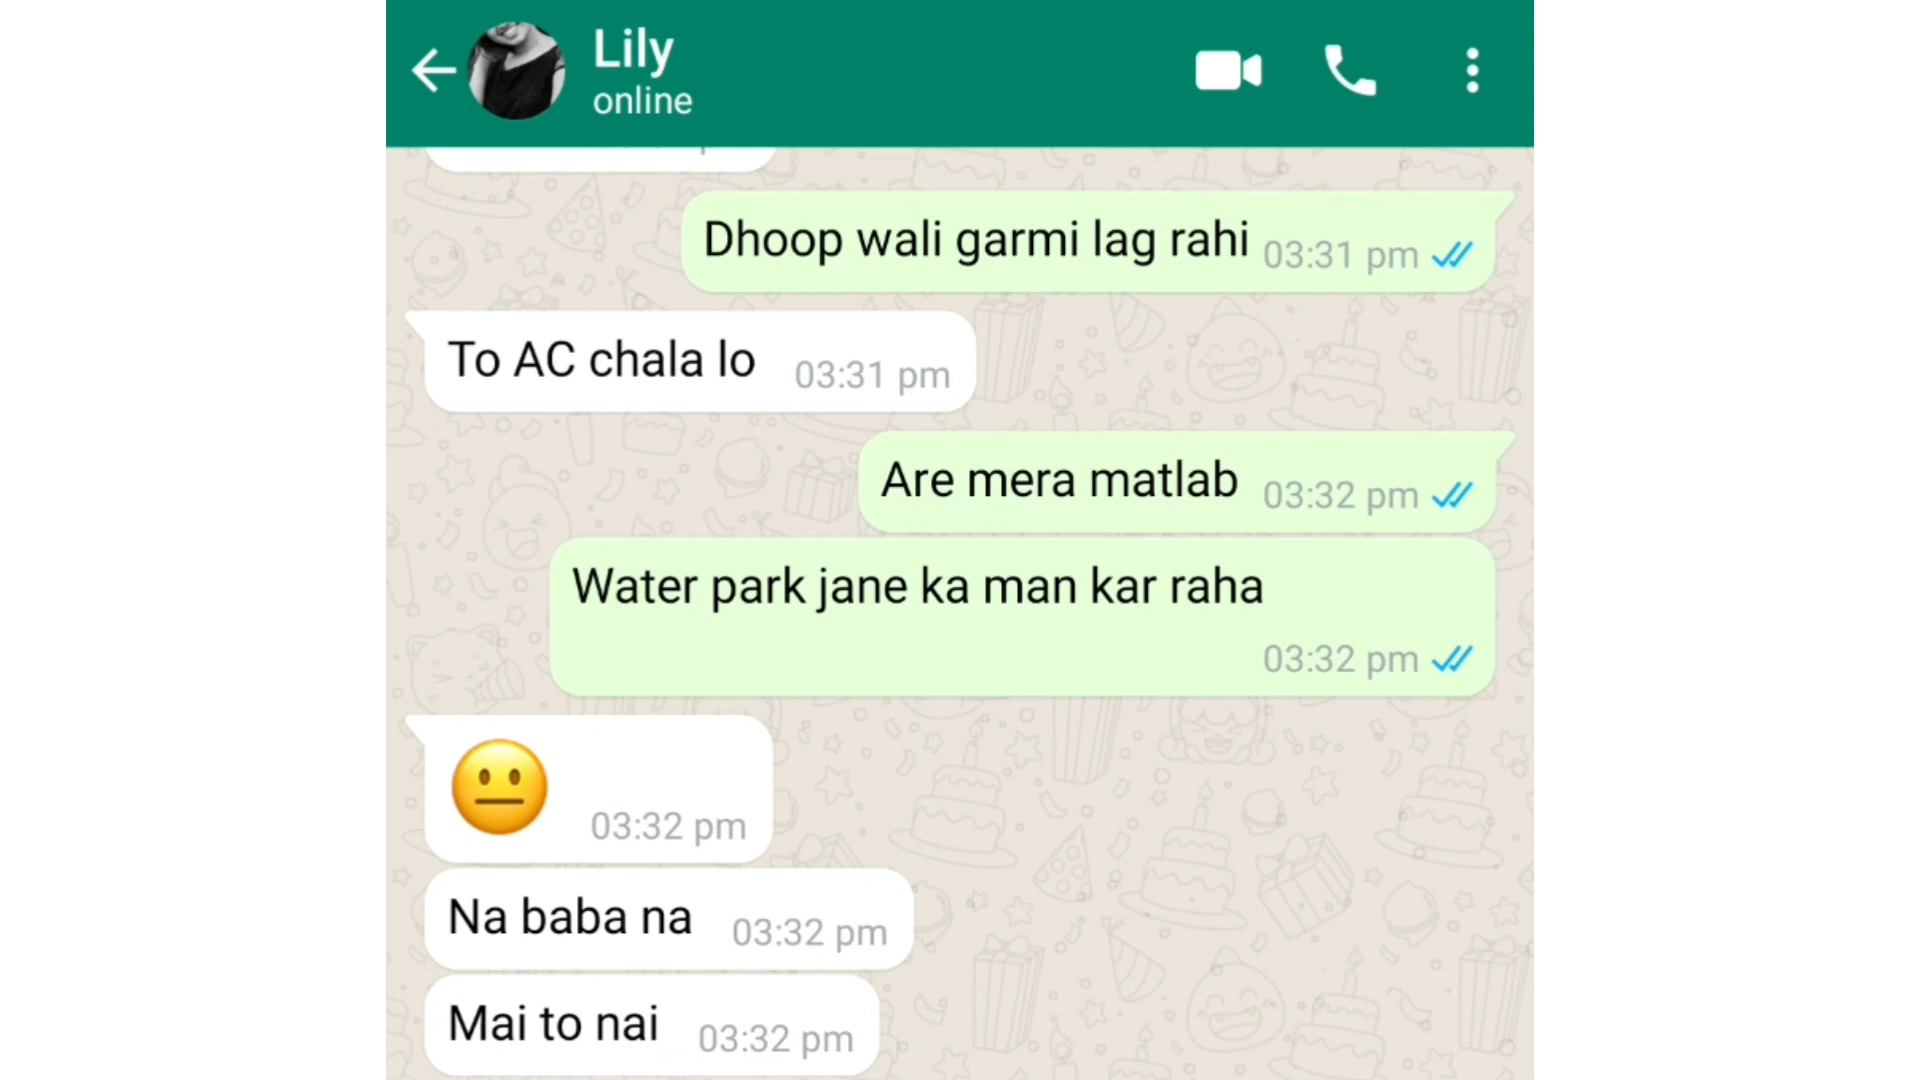 Lily
online
Dhoop wali garmi lag rahi 03:31 pm
To AC chala lo 03:31 pm
Are mera matlab 03:32 pm
Water park jane ka man kar raha
03:32 pm
😐 03:32 pm
Na baba na 03:32 pm
Mai to nai 03:32 pm